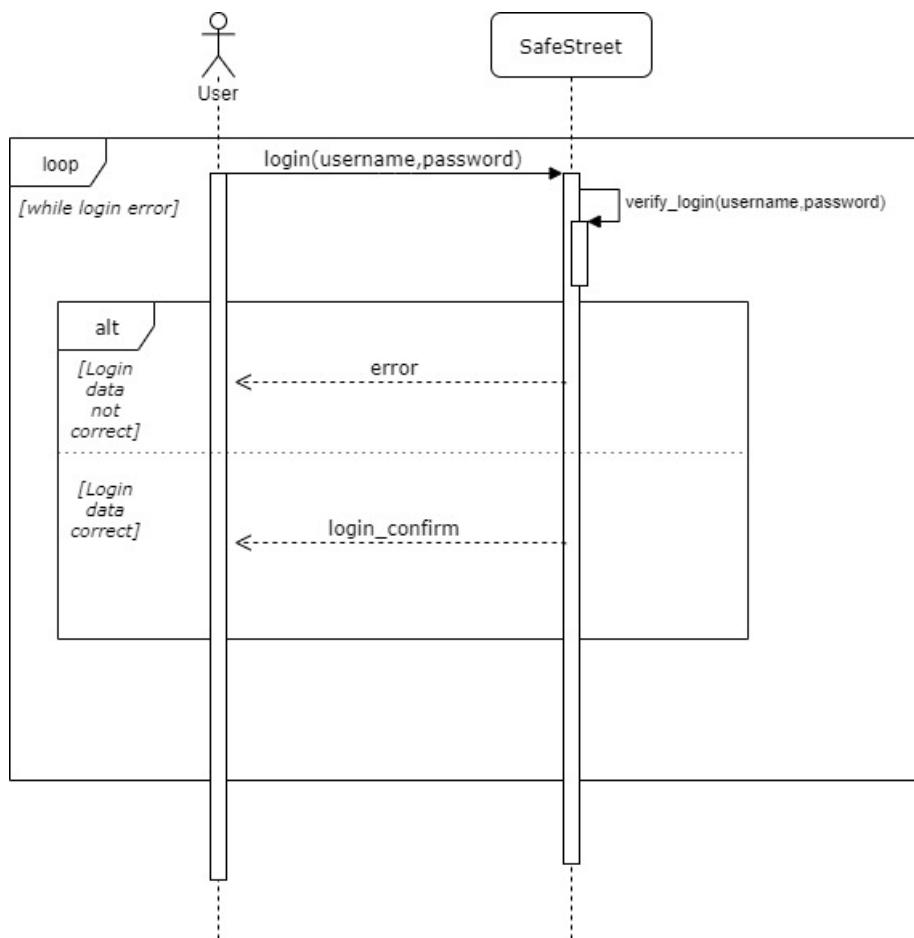 User
SafeStreet
loop
login(username,password)
[while login error]
verify_login(username,password)
alt
[Login
data
not
correct]
error
[Login
data
correct]
login_confirm